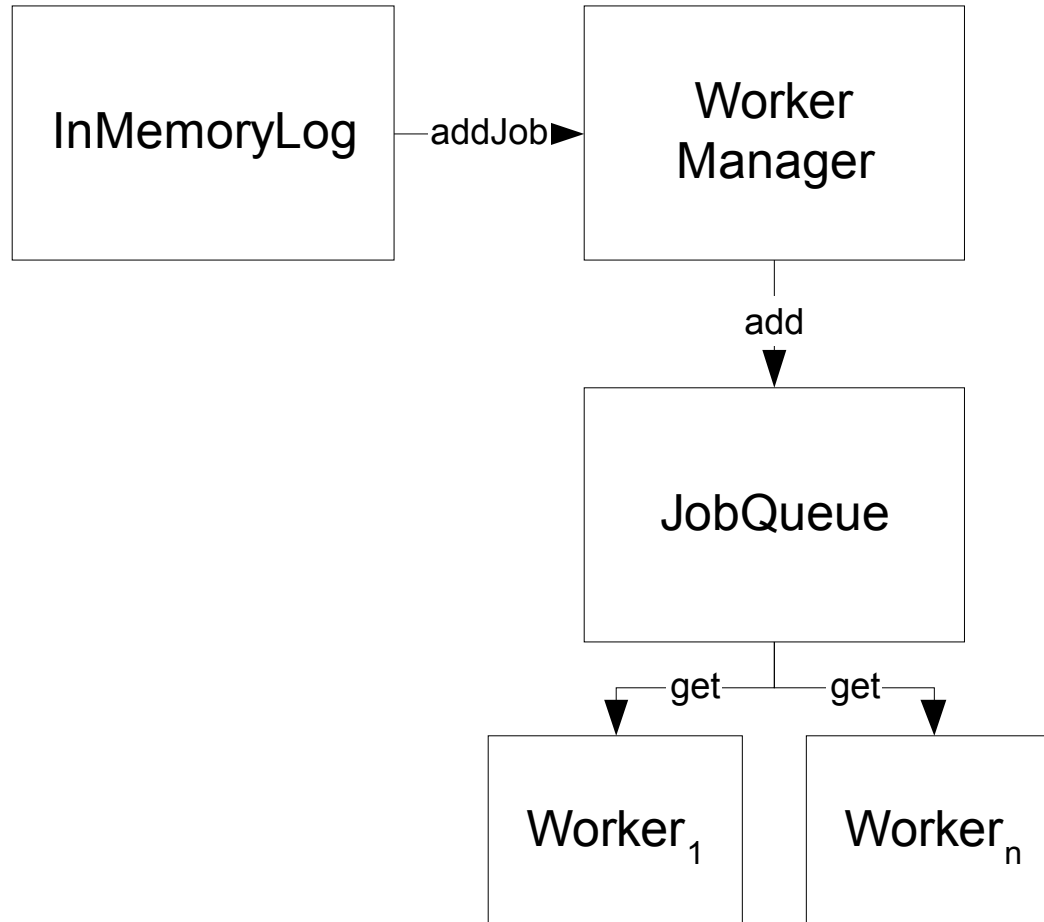 InMemoryLog
addJob
Worker
Manager
add
JobQueue
get
get
Worker1
Workern